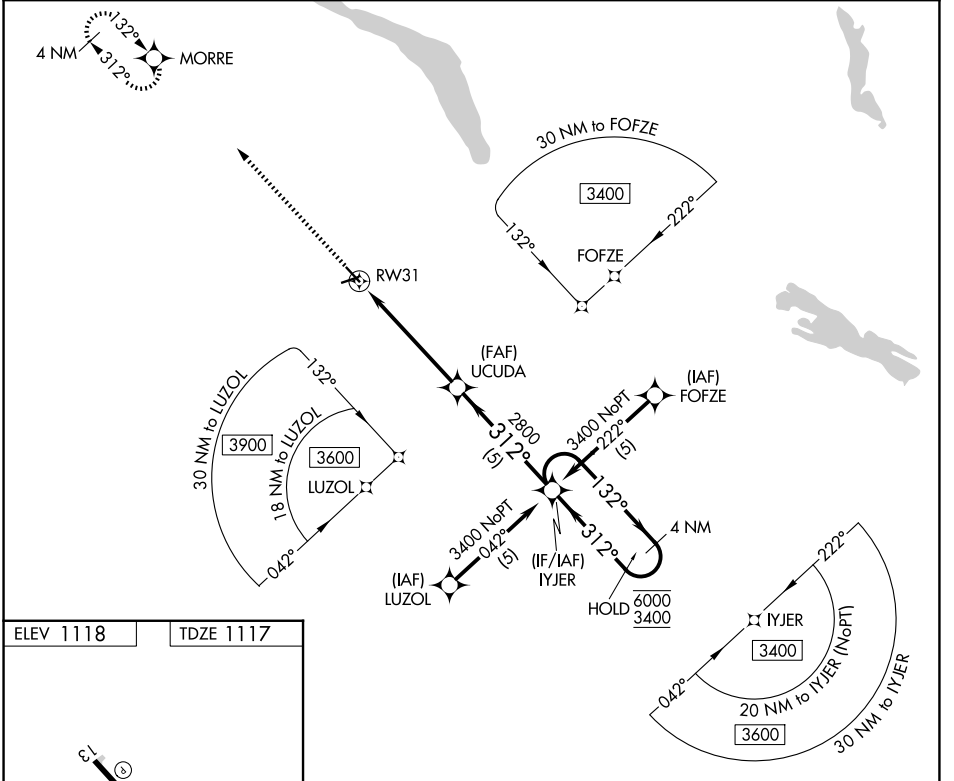 132°
4 NM
312°
MORRE
30 NM to FOFZE
3400
132°
222°
FOFZE
RW31
(FAF)
UCUDA
(IAF)
FOFZE
2800
312°
(5)
3400 NoPT
222°
(5)
132°
30 NM to LUZOL
3900
18 NM to LUZOL
3600
LUZOL
042°
132°
4 NM
312°
3400 NoPT
042°
(5)
(IF/IAF)
IYJER
(IAF)
LUZOL
HOLD
6000
3400
222°
IYJER
3400
042°
20 NM to IYJER (NoPT)
3600
30 NM to IYJER
ELEV 1118
TDZE 1117
13
P